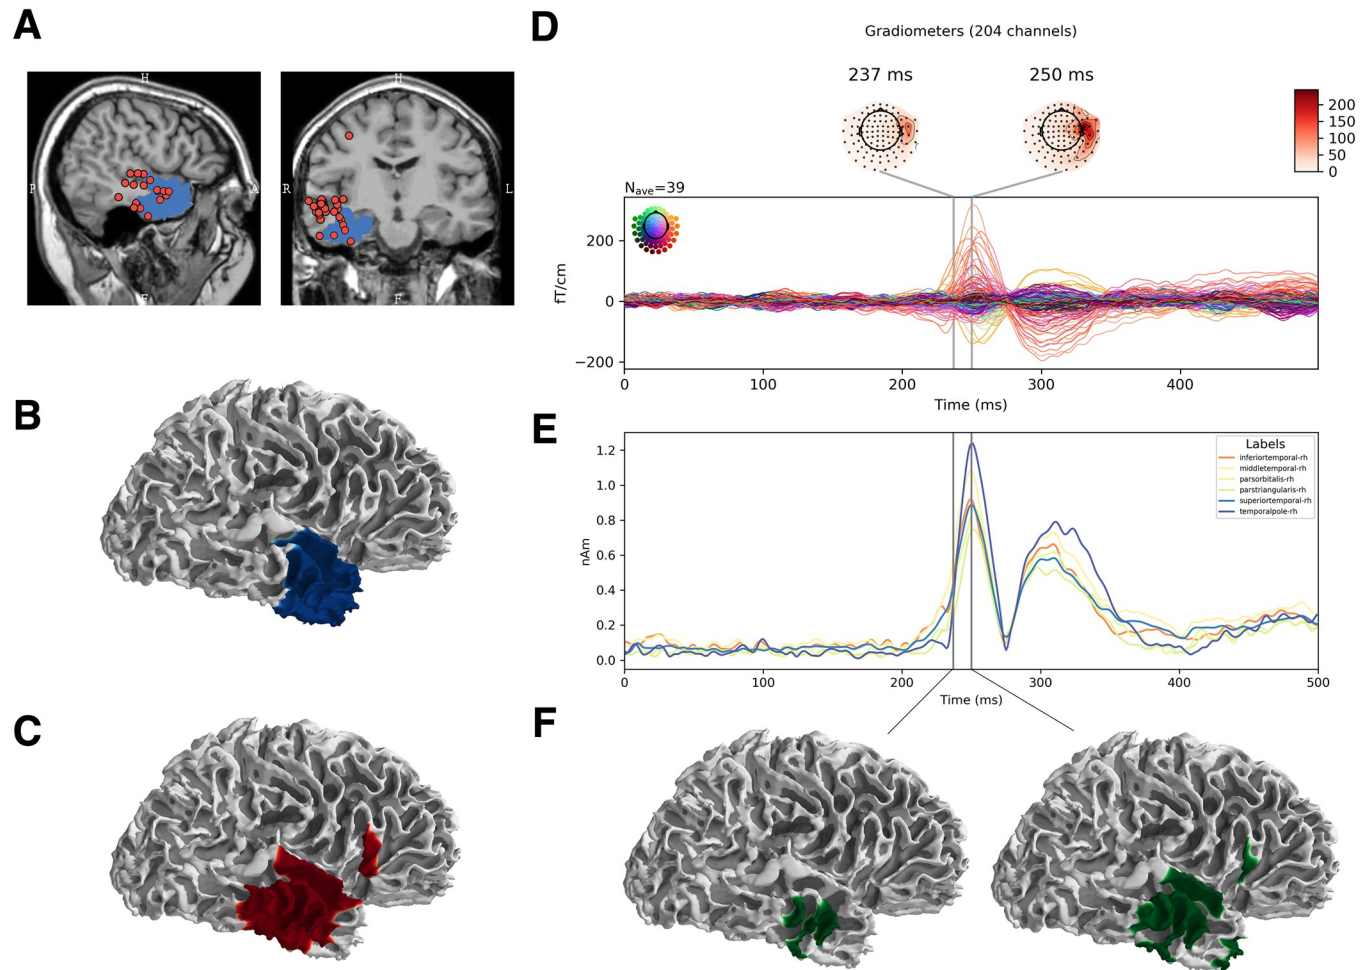 A
H
P
A
F
H
R
L
F
B
C
D
Gradiometers (204 channels)
237 ms
250 ms
200
150
100
50
0
Nave=39
fT/cm
200
0
−200
0
100
200
300
400
Time (ms)
E
nAm
1.2
1.0
0.8
0.6
0.4
0.2
0.0
Labels
inferiortemporal-rh
middletemporal-rh
parsorbitalis-rh
parstriangularis-rh
superiortemporal-rh
temporalpole-rh
0
100
200
300
400
500
Time (ms)
F